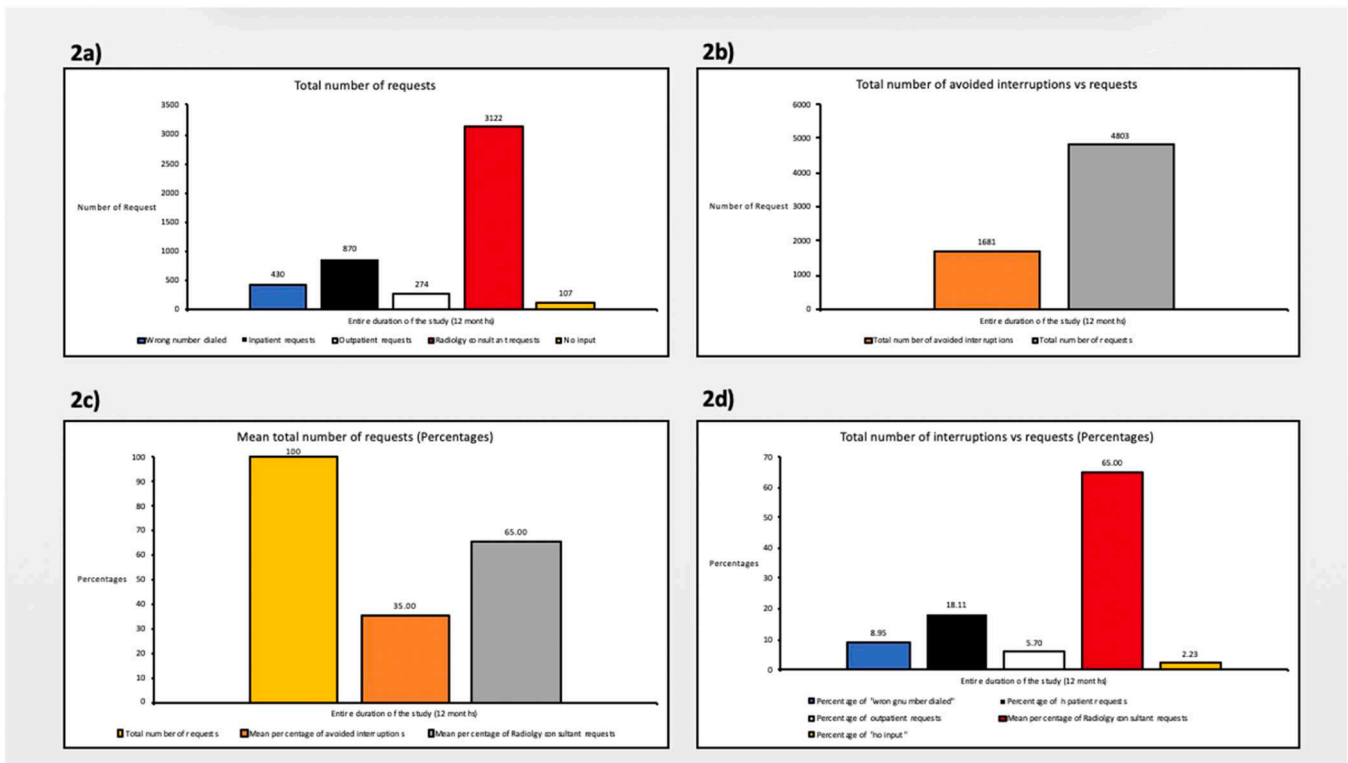 2a)
Total number of requests
3500
3000
2500
2000
1500
1000
500
0
Number of Request
430
870
274
3122
107
Entire duration of the study (12 months)
Wrong number dialed Inpatient requests Outpatient requests Radiolgy consultant requests No input
2b)
Total number of avoided interruptions vs requests
6000
5000
4000
3000
2000
1000
0
Number of Request
1681
4803
Entire duration of the study (12 months)
Total number of avoided interruptions Total number of requests
2c)
Mean total number of requests (Percentages)
100
90
80
70
60
50
40
30
20
10
0
Percentages
100
35.00
65.00
Entire duration of the study (12 months)
Total number of requests Mean percentage of avoided interruptions Mean percentage of Radiolgy consultant requests
2d)
Total number of interruptions vs requests (Percentages)
70
60
50
40
30
20
10
0
Percentages
8.95
18.11
5.70
65.00
2.23
Entire duration of the study (12 months)
Percentage of "wrong number dialed" Percentage of Inpatient requests
Percentage of outpatient requests Mean percentage of Radiolgy consultant requests
Percentage of "no input"